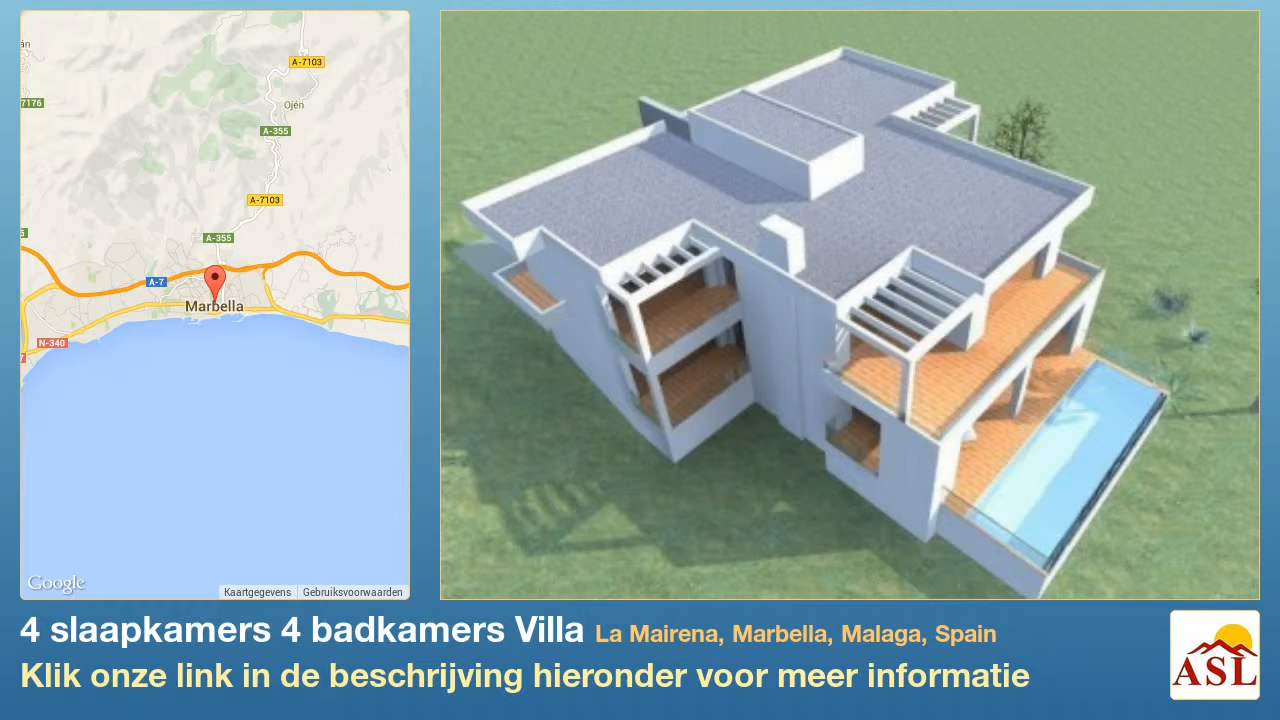 án
A-7103
7176
Ojén
A-355
A-7103
A-355
A-7
Marbella
N-340
Google
Kaartgegevens
Gebruiksvoorwaarden
4 slaapkamers 4 badkamers Villa La Mairena, Marbella, Malaga, Spain
Klik onze link in de beschrijving hieronder voor meer informatie
ASL